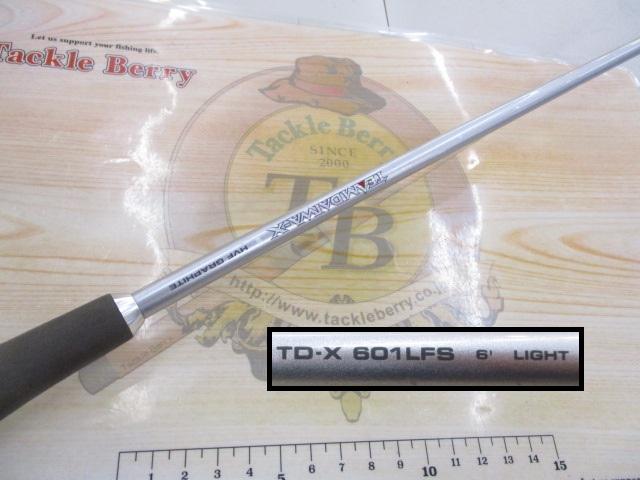 Let us support your fishing life.
Tackle Berry
Tackle Berry
SINCE
2000
TEAMDAIWA-X
TB
HVF GRAPHITE
http://www.tackleberry.co.
TD-X 601LFS 6' LIGHT
1 2 3 4 5 6 7 8 9 10 11 12 13 14 15